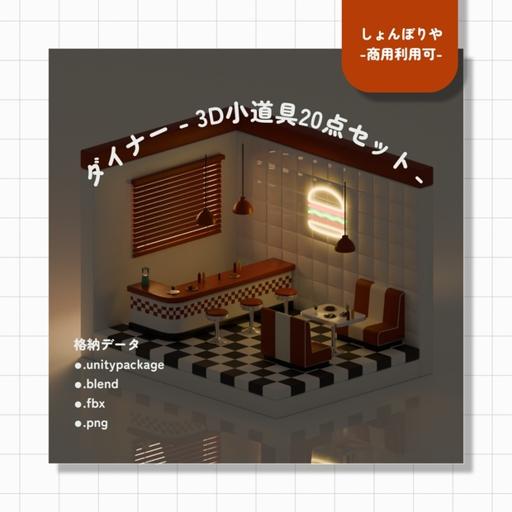 しょんぼりや
-商用利用可-
ダイナー - 3D小道具20点セット-
格納データ
●.unitypackage
●.blend
●.fbx
●.png